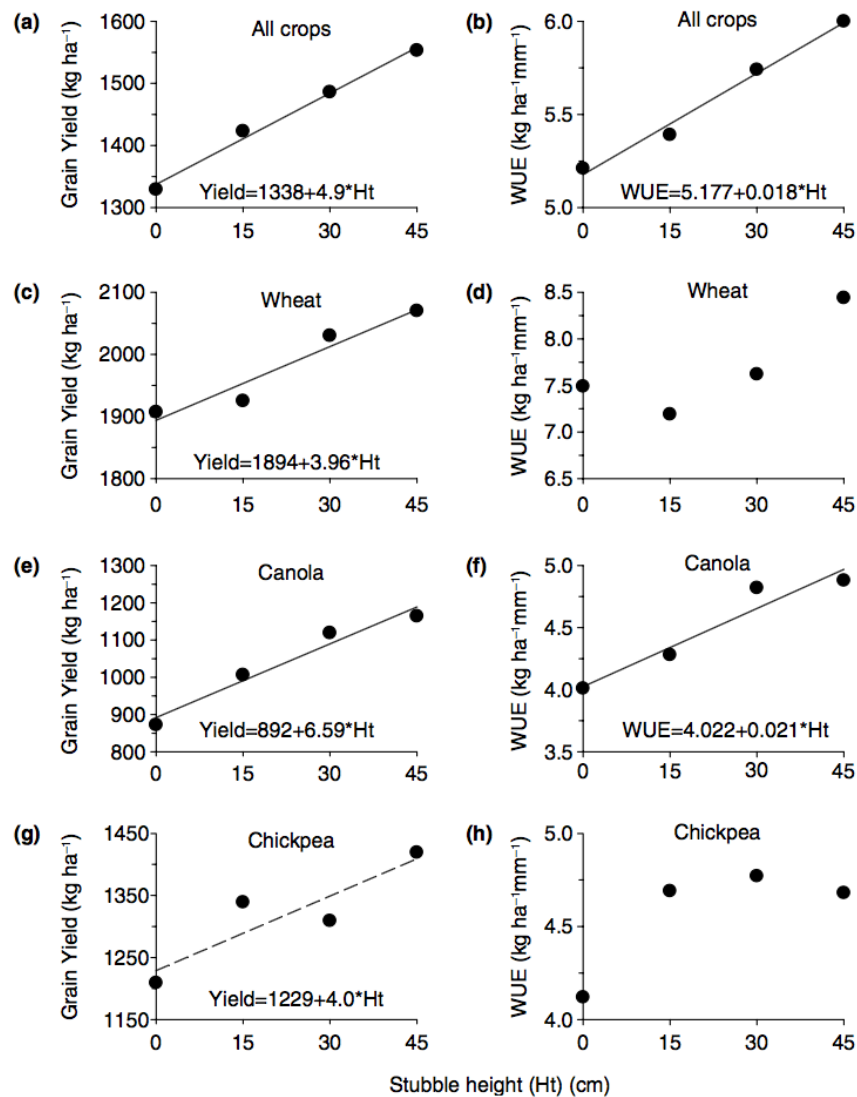 (a)
All crops
Grain Yield (kg ha⁻¹)
1600
1500
1400
1300
Yield=1338+4.9*Ht
0 15 30 45
(b)
All crops
WUE (kg ha⁻¹mm⁻¹)
6.0
5.5
5.0
WUE=5.177+0.018*Ht
0 15 30 45
(c)
Wheat
Grain Yield (kg ha⁻¹)
2100
2000
1900
1800
Yield=1894+3.96*Ht
0 15 30 45
(d)
Wheat
WUE (kg ha⁻¹mm⁻¹)
8.5
8.0
7.5
7.0
6.5
0 15 30 45
(e)
Canola
Grain Yield (kg ha⁻¹)
1300
1200
1100
1000
900
800
Yield=892+6.59*Ht
0 15 30 45
(f)
Canola
WUE (kg ha⁻¹mm⁻¹)
5.0
4.5
4.0
3.5
WUE=4.022+0.021*Ht
0 15 30 45
(g)
Chickpea
Grain Yield (kg ha⁻¹)
1450
1350
1250
1150
Yield=1229+4.0*Ht
0 15 30 45
(h)
Chickpea
WUE (kg ha⁻¹mm⁻¹)
5.0
4.5
4.0
0 15 30 45
Stubble height (Ht) (cm)